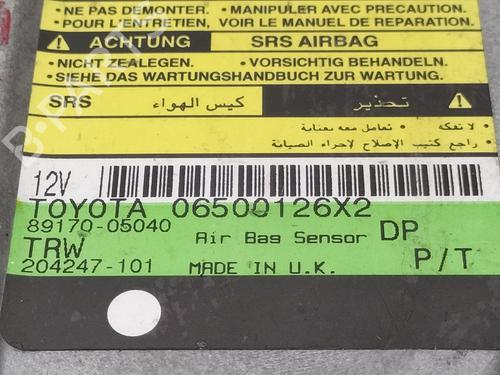 • NE PAS DEMONTER. • MANIPULER AVEC PRECAUTION.
• POUR L'ENTRETIEN, VOIR LE MANUEL DE REPARATION.
ACHTUNG SRS AIRBAG
• NICHT ZEALEGEN. • VORSICHTIG BEHANDELN.
• SIEHE DAS WARTUNGSHANDBUCH ZUR WARTUNG.
SRS كيس الهواء تحذير
• لا تفكه • تعامل معه بعناية
• راجع كتيب الإصلاح لإجراء الصيانة
12V
TOYOTA 06500126X2
89170-05040 Air Bag Sensor DP
TRW P/T
204247-101 MADE IN U.K.
B-PARTS